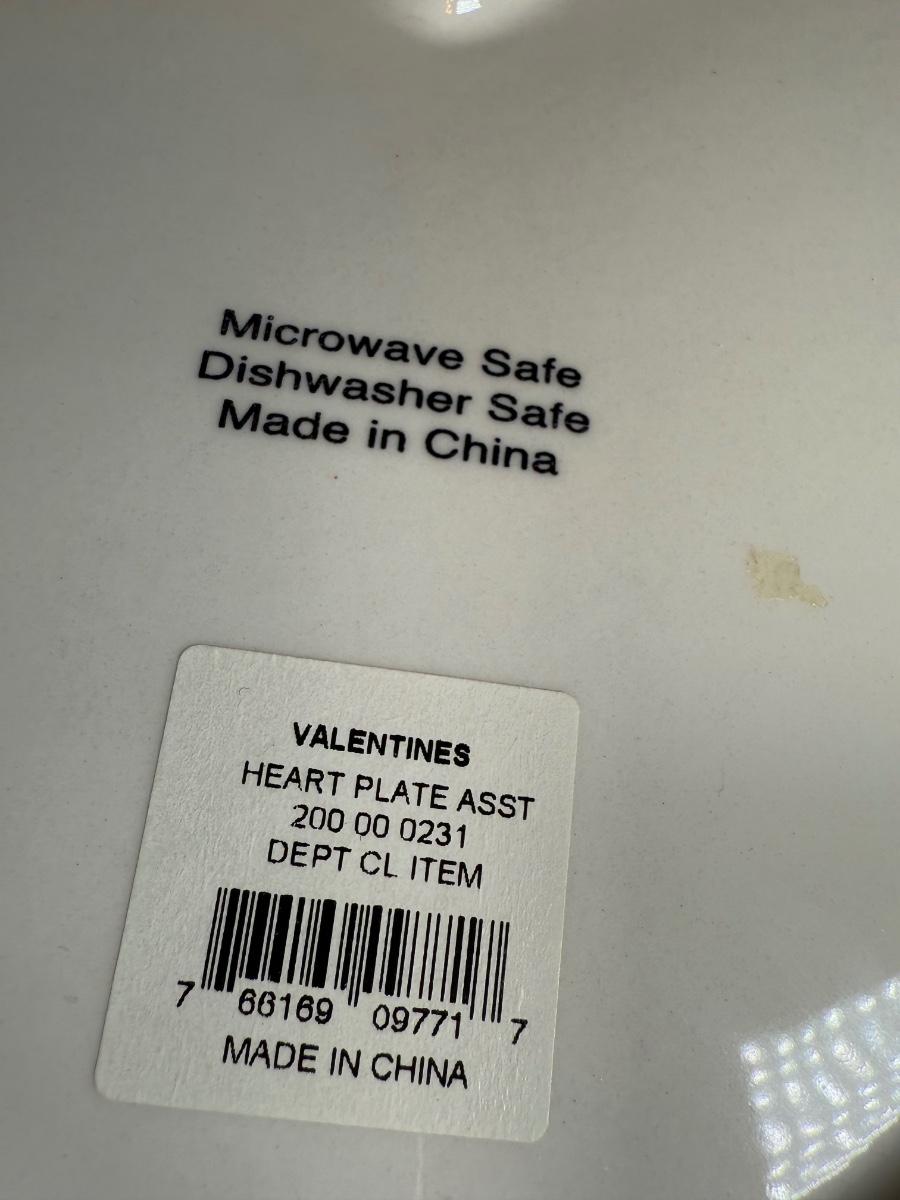 Microwave Safe
Dishwasher Safe
Made in China
VALENTINES
HEART PLATE ASST
200 00 0231
DEPT CL ITEM
7 66169 09771 7
MADE IN CHINA